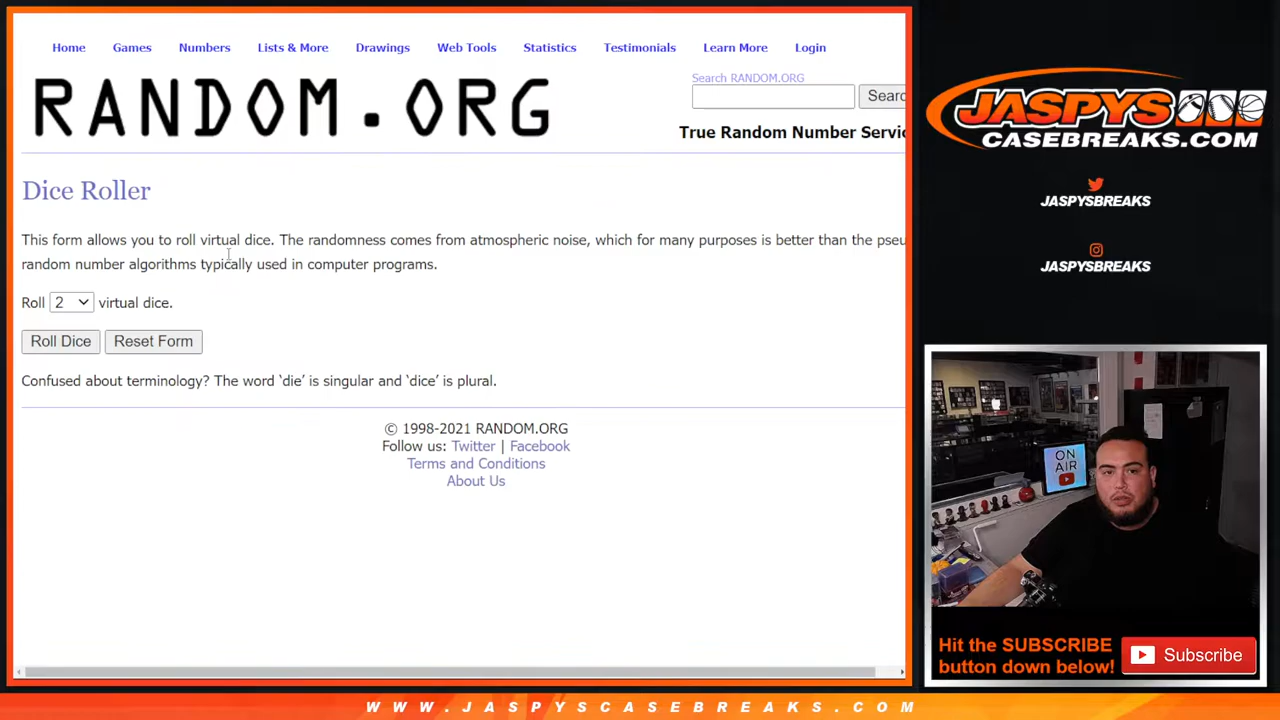 Home Games Numbers Lists & More Drawings Web Tools Statistics Testimonials Learn More Login
RANDOM.ORG
Search RANDOM.ORG
Searc
True Random Number Servic
Dice Roller
This form allows you to roll virtual dice. The randomness comes from atmospheric noise, which for many purposes is better than the pseu
random number algorithms typically used in computer programs.
Roll 2 virtual dice.
Roll Dice Reset Form
Confused about terminology? The word ‘die’ is singular and ‘dice’ is plural.
© 1998-2021 RANDOM.ORG
Follow us: Twitter | Facebook
Terms and Conditions
About Us
JASPYS
CASEBREAKS.COM
JASPYSBREAKS
JASPYSBREAKS
ON
AIR
Hit the SUBSCRIBE
button down below!
Subscribe
WWW.JASPYSCASEBREAKS.COM